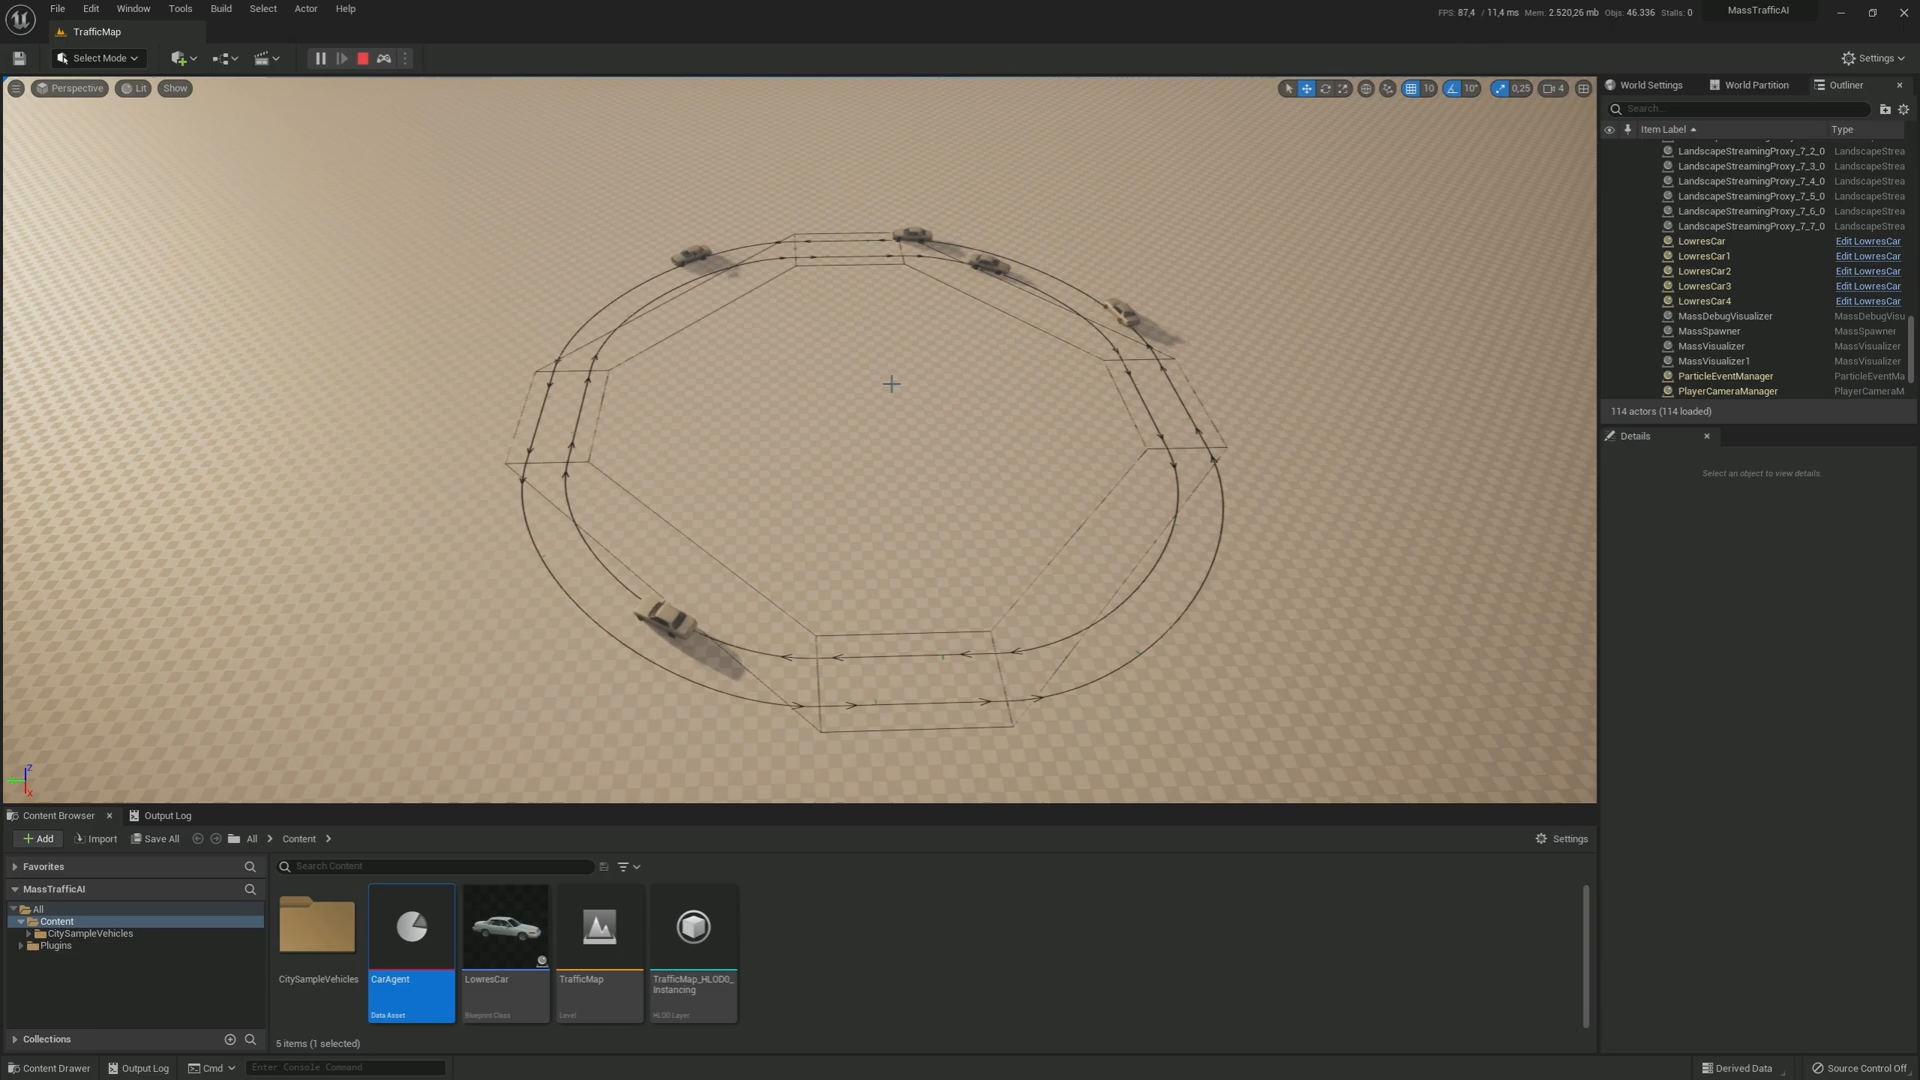 File Edit Window Tools Build Select Actor Help
FPS: 87,4 / 11,4 ms Mem: 2.520,26 mb Objs: 46.336 Stalls: 0
MassTrafficAI
TrafficMap
Select Mode
Settings
Perspective Lit Show
10 10° 0,25 4
World Settings World Partition Outliner
Search...
Item Label Type
LandscapeStreamingProxy_7_2_0 LandscapeStrea
LandscapeStreamingProxy_7_3_0 LandscapeStrea
LandscapeStreamingProxy_7_4_0 LandscapeStrea
LandscapeStreamingProxy_7_5_0 LandscapeStrea
LandscapeStreamingProxy_7_6_0 LandscapeStrea
LandscapeStreamingProxy_7_7_0 LandscapeStrea
LowresCar Edit LowresCar
LowresCar1 Edit LowresCar
LowresCar2 Edit LowresCar
LowresCar3 Edit LowresCar
LowresCar4 Edit LowresCar
MassDebugVisualizer MassDebugVisu
MassSpawner MassSpawner
MassVisualizer MassVisualizer
MassVisualizer1 MassVisualizer
ParticleEventManager ParticleEventMa
PlayerCameraManager PlayerCameraM
114 actors (114 loaded)
Details
Select an object to view details.
Z
X
Content Browser Output Log
Add Import Save All All Content Settings
Favorites
Search Content
MassTrafficAI
All
Content
CitySampleVehicles
Plugins
CitySampleVehicles
CarAgent
Data Asset
LowresCar
Blueprint Class
TrafficMap
Level
TrafficMap_HLOD0_
Instancing
HLOD Layer
Collections
5 items (1 selected)
Content Drawer Output Log Cmd Enter Console Command
Derived Data Source Control Off